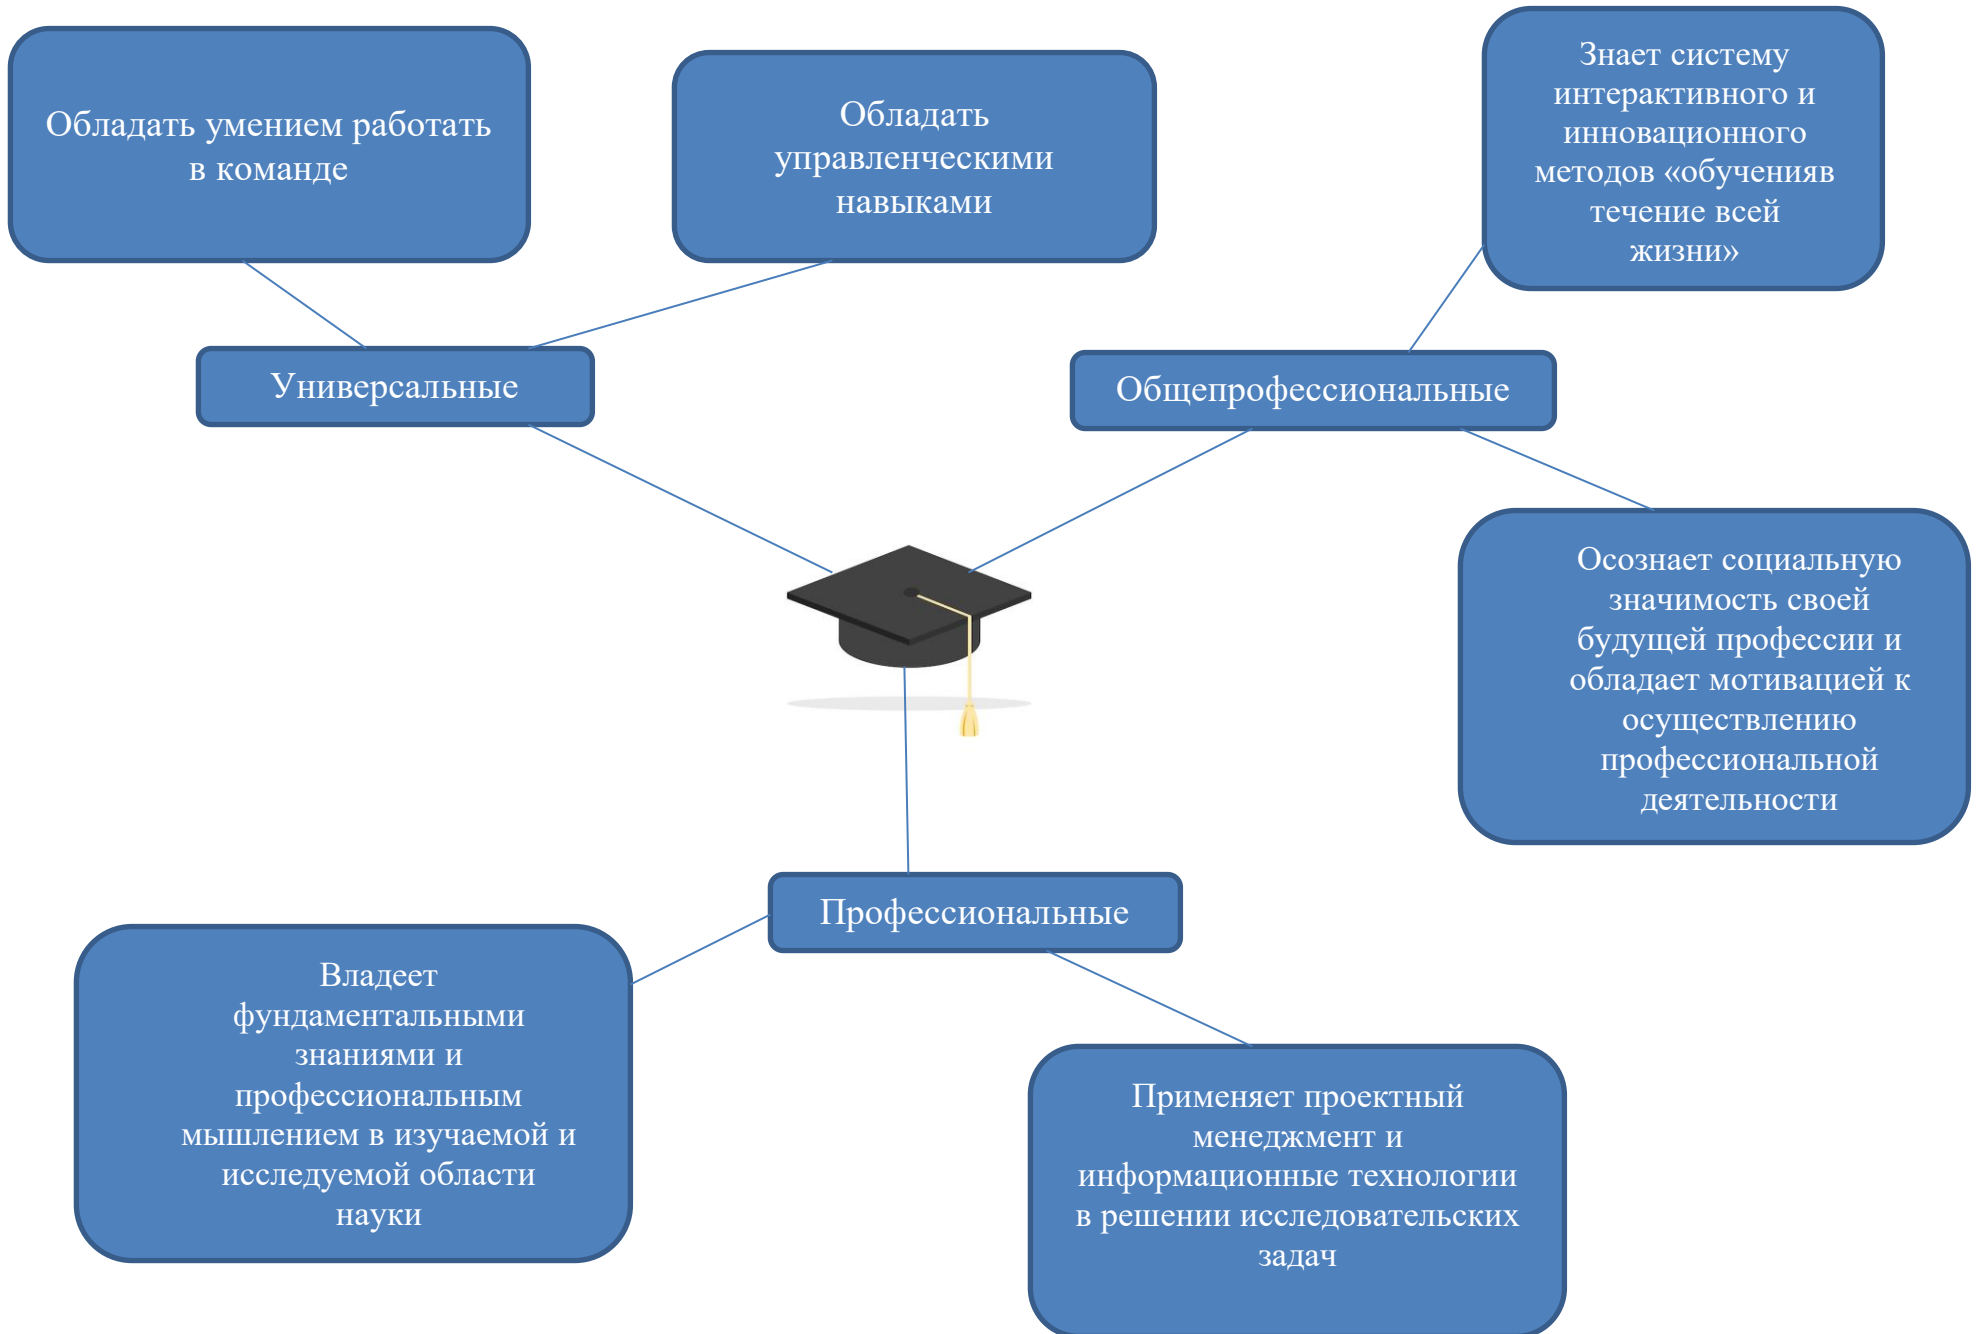 Обладать умением работать
в команде
Обладать
управленческими
навыками
Знает систему
интерактивного и
инновационного
методов «обученияв
течение всей
жизни»
Универсальные
Общепрофессиональные
Осознает социальную
значимость своей
будущей профессии и
обладает мотивацией к
осуществлению
профессиональной
деятельности
Профессиональные
Владеет
фундаментальными
знаниями и
профессиональным
мышлением в изучаемой и
исследуемой области
науки
Применяет проектный
менеджмент и
информационные технологии
в решении исследовательских
задач